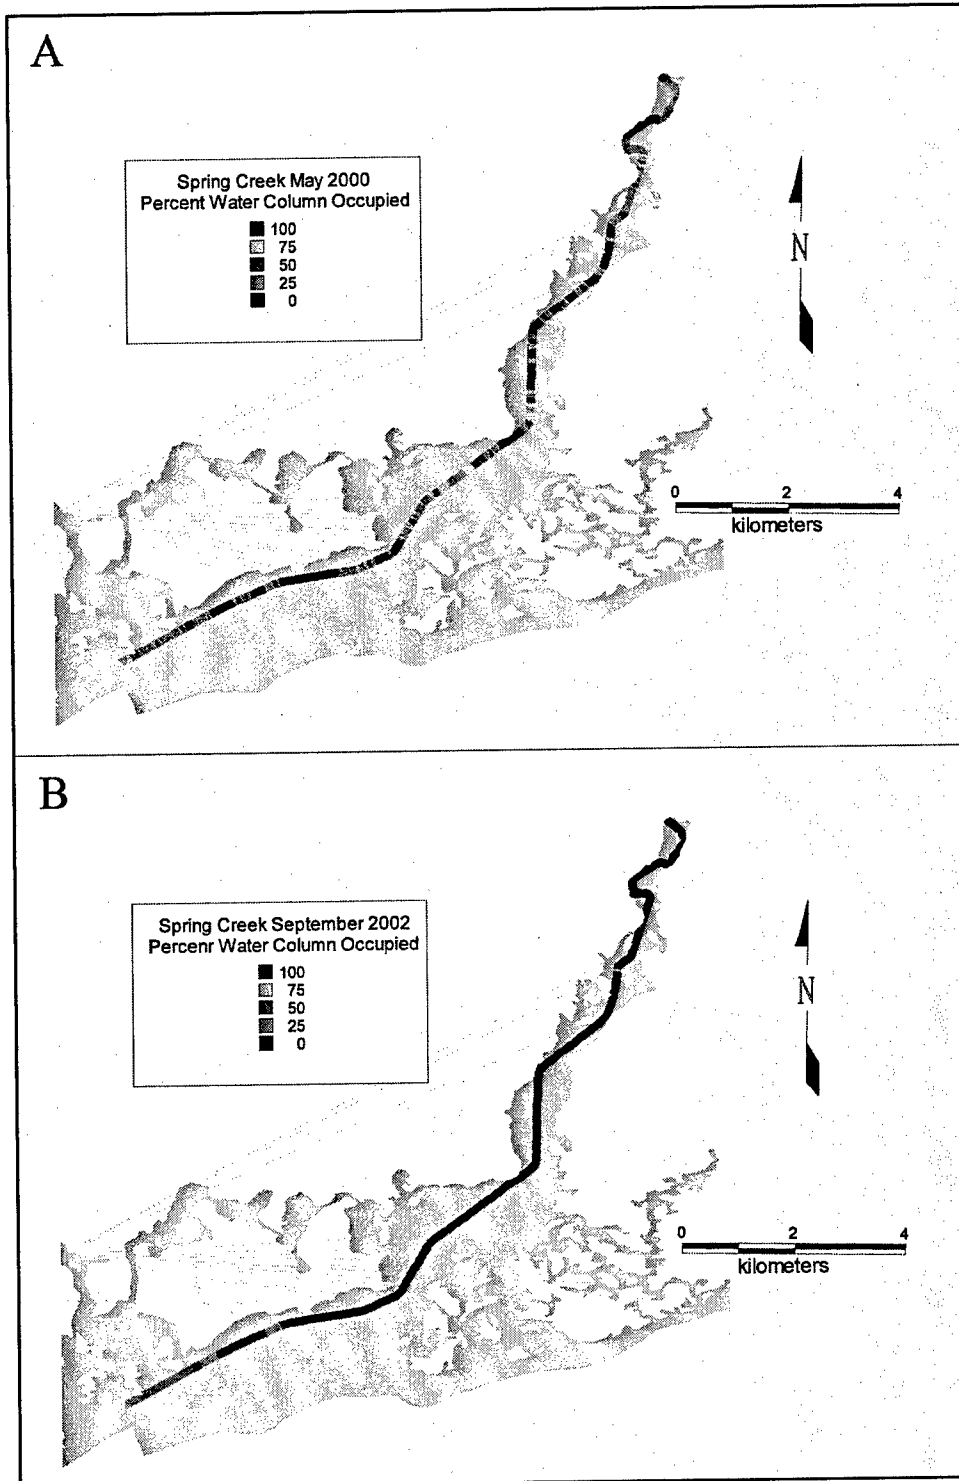 A
Spring Creek May 2000
Percent Water Column Occupied
100
75
50
25
0
N
0 2 4
kilometers
B
Spring Creek September 2002
Percenr Water Column Occupied
100
75
50
25
0
N
0 2 4
kilometers